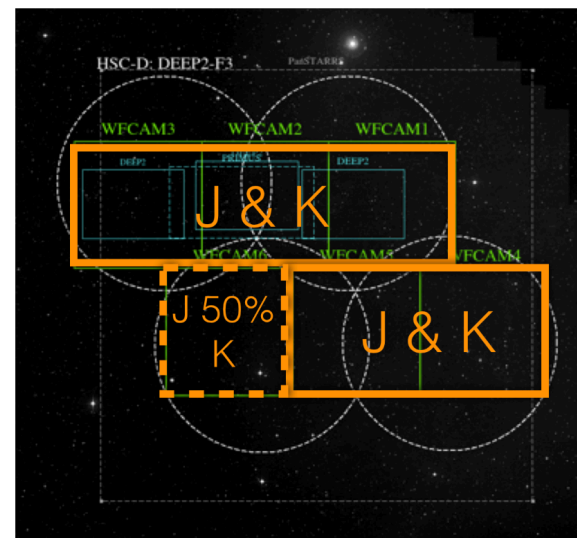 HSC-D: DEEP2-F3
PanSTARRS
WFCAM3 WFCAM2 WFCAM1
DEEP2 PRIMUS DEEP2
J & K
WFCAM6 WFCAM5 WFCAM4
J 50%
K
J & K